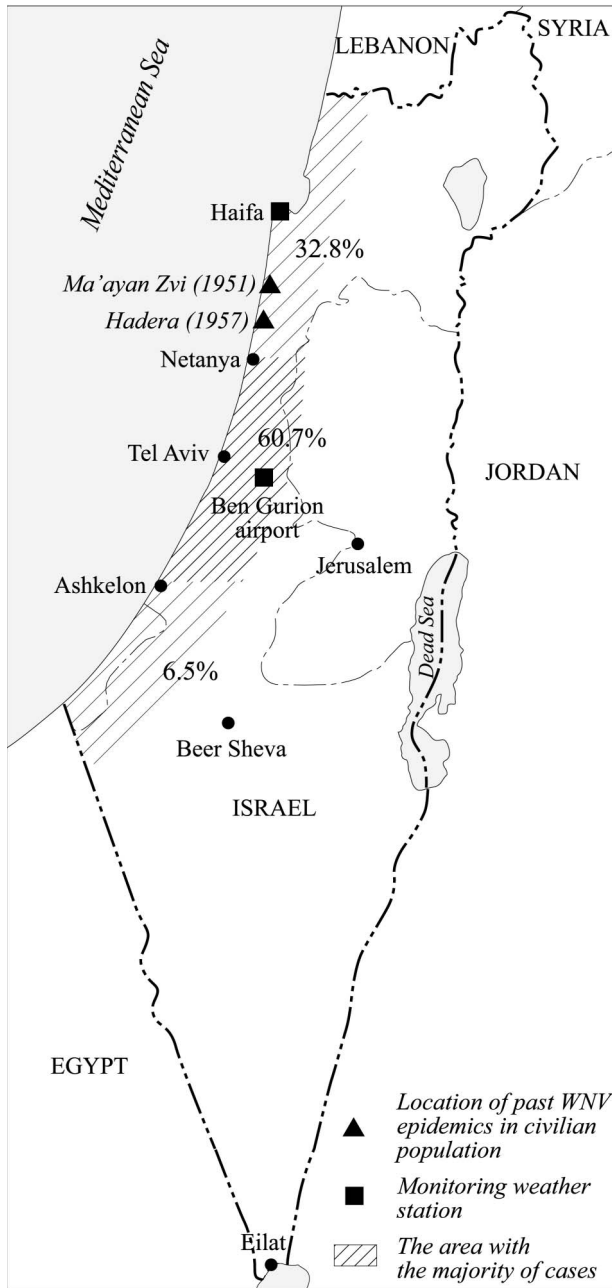 LEBANON
SYRIA
Mediterranean Sea
Haifa
32.8%
Ma’ayan Zvi (1951)
Hadera (1957)
Netanya
60.7%
Tel Aviv
JORDAN
Ben Gurion
airport
Jerusalem
Ashkelon
Dead Sea
6.5%
Beer Sheva
ISRAEL
EGYPT
Location of past WNV
epidemics in civilian
population
Monitoring weather
station
Eilat
The area with
the majority of cases